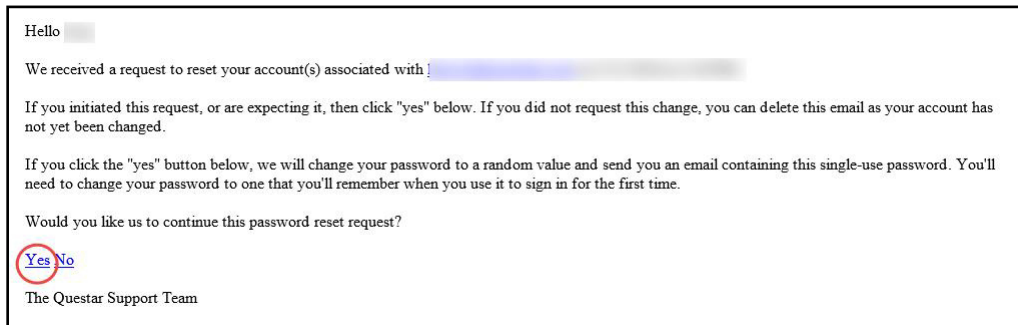 Hello
We received a request to reset your account(s) associated with
If you initiated this request, or are expecting it, then click "yes" below. If you did not request this change, you can delete this email as your account has
not yet been changed.
If you click the "yes" button below, we will change your password to a random value and send you an email containing this single-use password. You'll
need to change your password to one that you'll remember when you use it to sign in for the first time.
Would you like us to continue this password reset request?
Yes No
The Questar Support Team